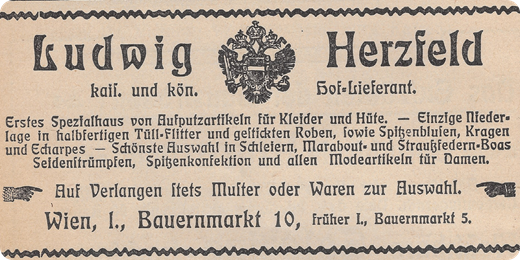 Ludwig Herzfeld
kais. und kön. Hof-Lieferant.
Erstes Spezialhaus von Aufputzartikeln für Kleider und Hüte. — Einzige Nieder-
lage in halbfertigen Tüll-Flitter und gestickten Roben, sowie Spitzenblusen, Kragen
und Echarpes — Schönste Auswahl in Schleiern, Marabout- und Straußfedern-Boas
Seidenstrümpfen, Spitzenkonfektion und allen Modeartikeln für Damen.
Auf Verlangen stets Muster oder Waren zur Auswahl.
Wien, I., Bauernmarkt 10, früher I., Bauernmarkt 5.